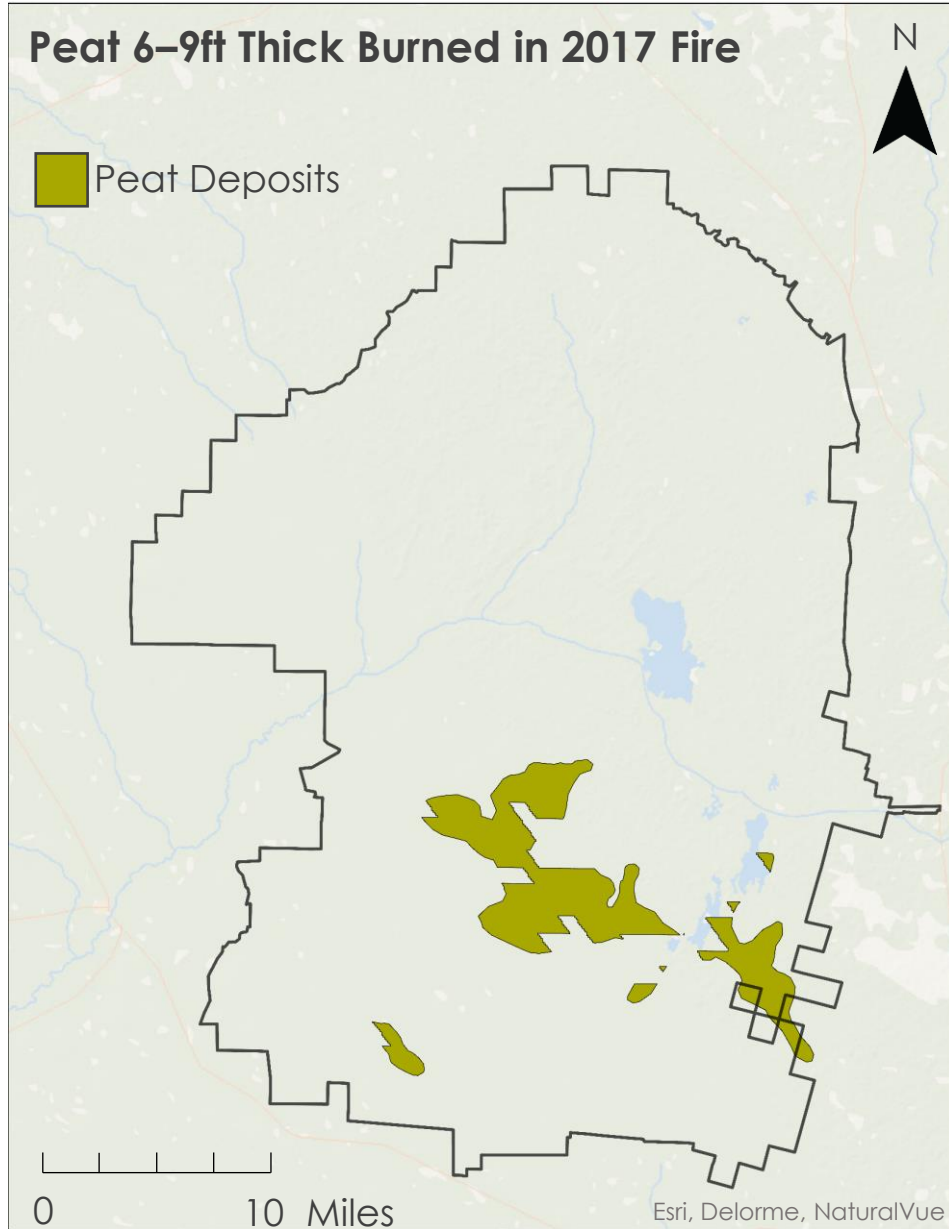 Peat 6–9ft Thick Burned in 2017 Fire
N
Peat Deposits
0 10 Miles
Esri, Delorme, NaturalVue